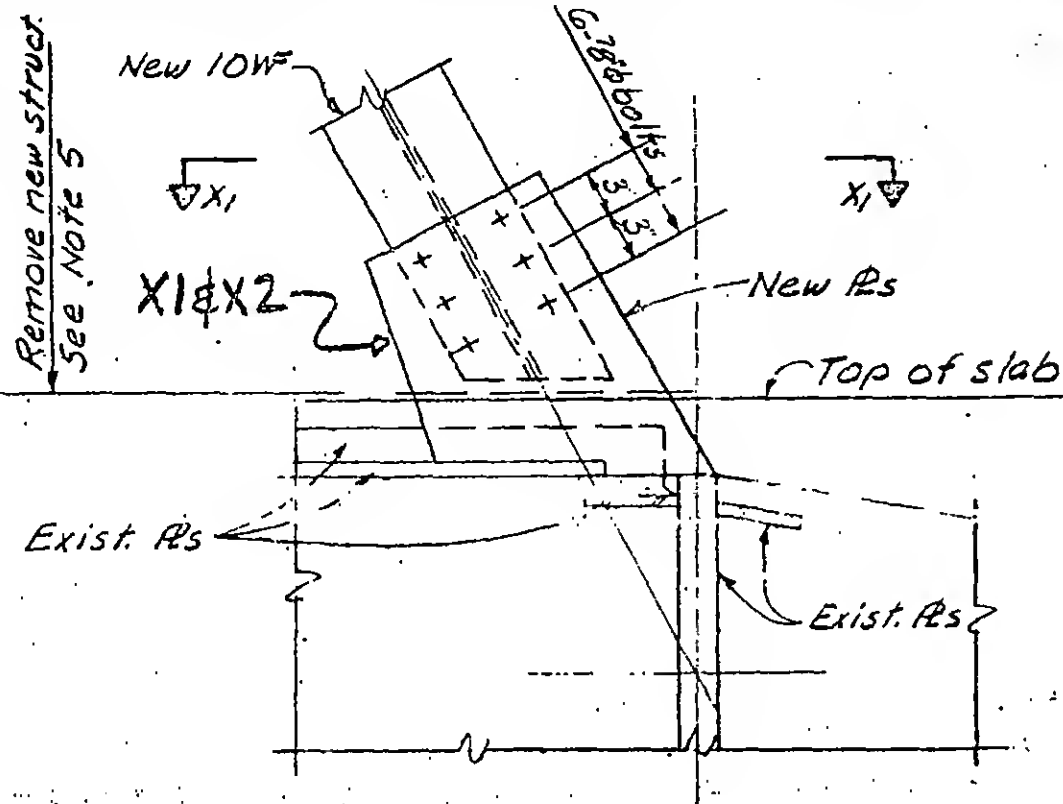 Remove new struct.
See Note 5
New 10WF
6-⅞"ϕ bolts
X₁
X₁
3"
3"
X1&X2
New PLs
Top of slab
Exist. PLs
Exist. PLs